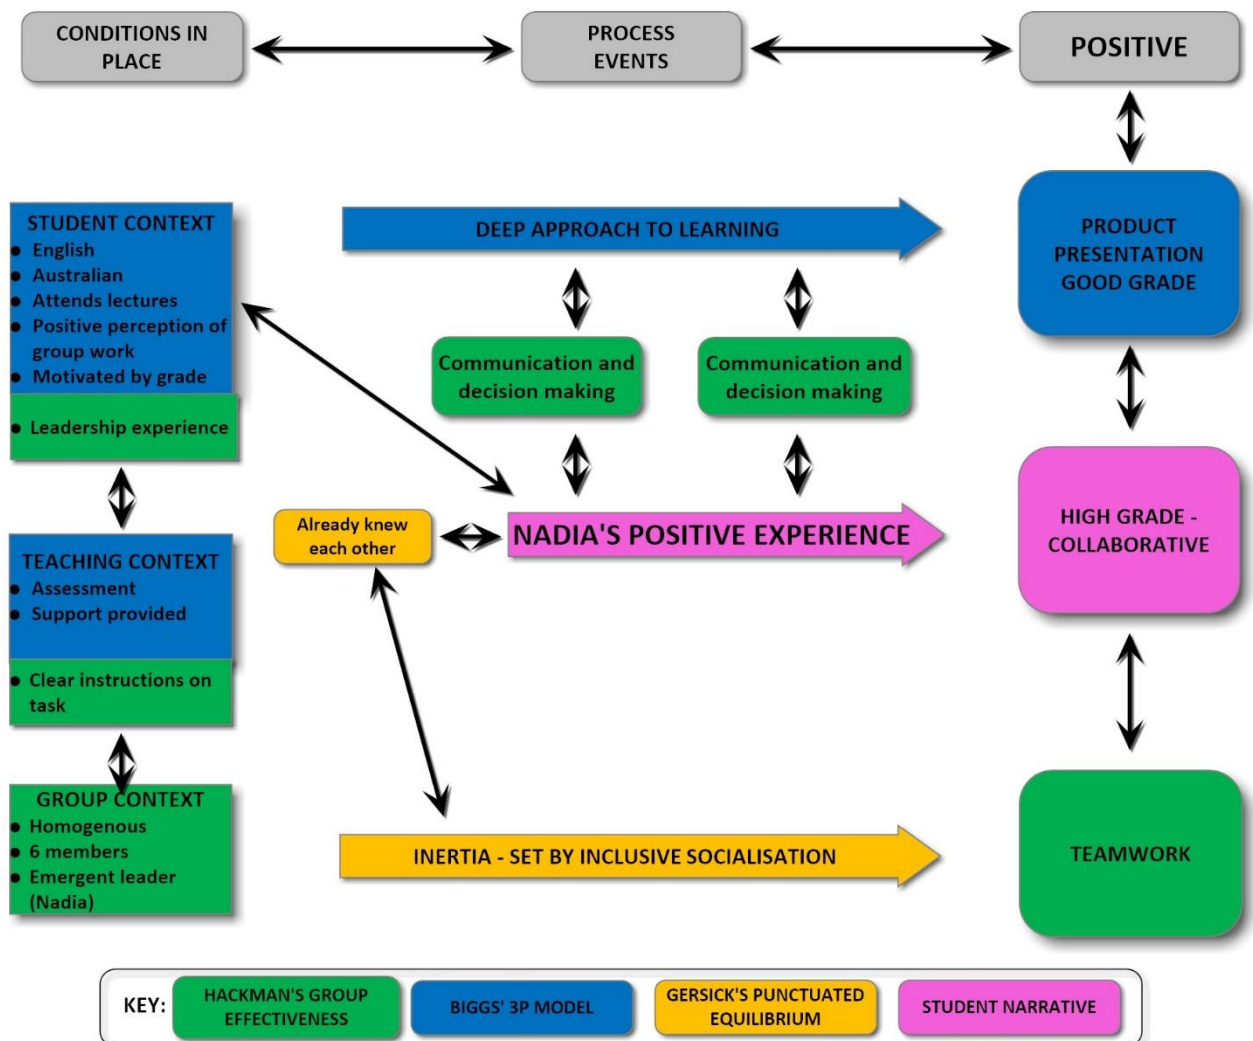 CONDITIONS IN
PLACE
PROCESS
EVENTS
POSITIVE
STUDENT CONTEXT
● English
● Australian
● Attends lectures
● Positive perception of
group work
● Motivated by grade
● Leadership experience
TEACHING CONTEXT
● Assessment
● Support provided
● Clear instructions on
task
GROUP CONTEXT
● Homogenous
● 6 members
● Emergent leader
(Nadia)
DEEP APPROACH TO LEARNING
Communication and
decision making
Communication and
decision making
Already knew
each other
NADIA'S POSITIVE EXPERIENCE
INERTIA - SET BY INCLUSIVE SOCIALISATION
PRODUCT
PRESENTATION
GOOD GRADE
HIGH GRADE -
COLLABORATIVE
TEAMWORK
KEY:
HACKMAN'S GROUP
EFFECTIVENESS
BIGGS' 3P MODEL
GERSICK'S PUNCTUATED
EQUILIBRIUM
STUDENT NARRATIVE